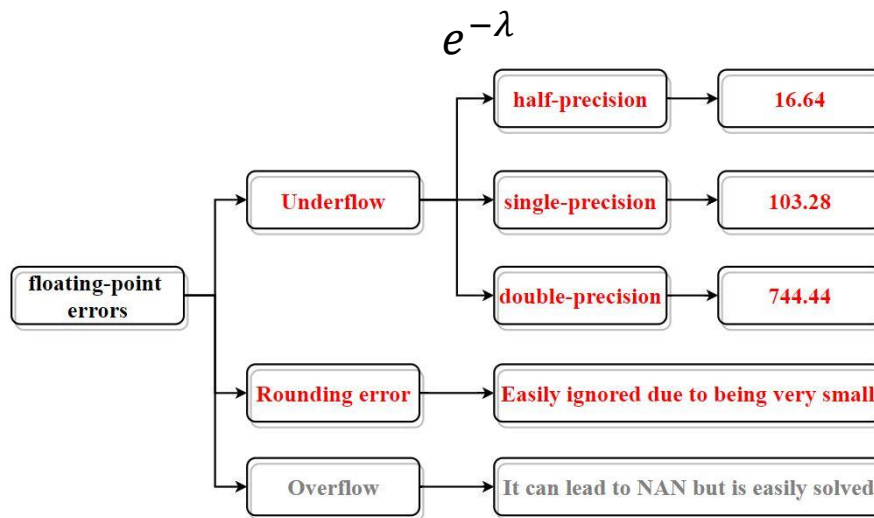 e^{-λ}
half-precision
16.64
Underflow
single-precision
103.28
floating-point
errors
double-precision
744.44
Rounding error
Easily ignored due to being very small
Overflow
It can lead to NAN but is easily solved